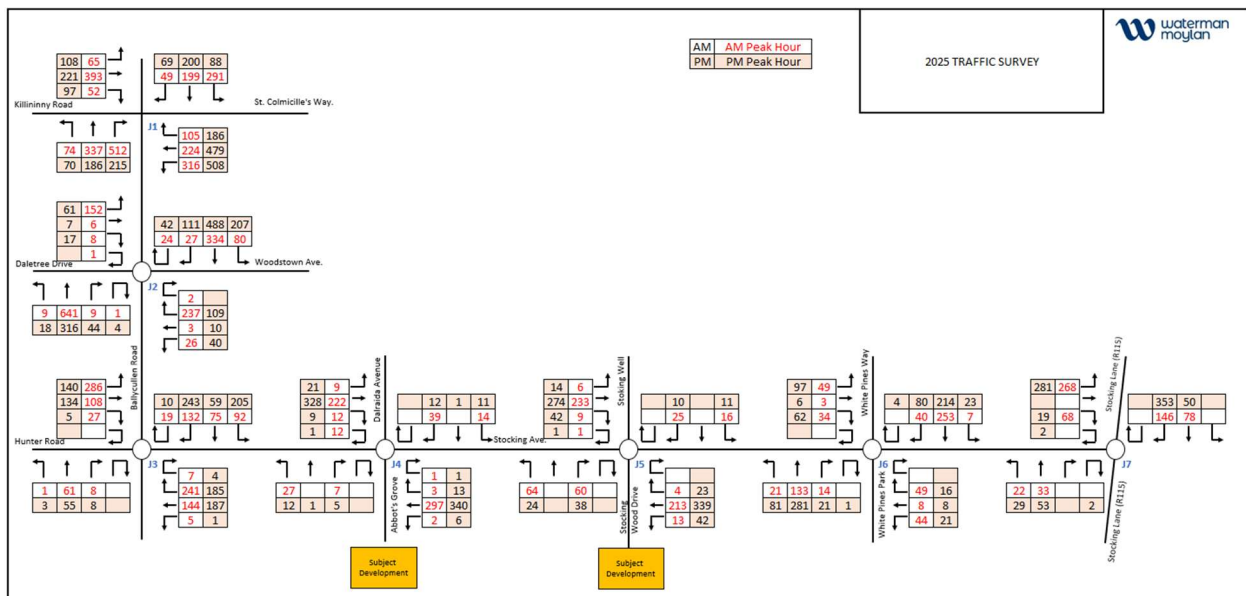 waterman
moylan
AM AM Peak Hour
PM PM Peak Hour
2025 TRAFFIC SURVEY
108 65
221 393
97 52
69 200 88
49 199 291
Killininny Road
St. Colmicille's Way.
J1
74 337 512
70 186 215
105 186
224 479
316 508
61 152
7 6
17 8
1
42 111 488 207
24 27 334 80
Daletree Drive
Woodstown Ave.
J2
9 641 9 1
18 316 44 4
2
237 109
3 10
26 40
Ballycullen Road
140 286
134 108
5 27
10 243 59 205
19 132 75 92
Hunter Road
J3
1 61 8
3 55 8
7 4
241 185
144 187
5 1
Dalraida Avenue
21 9
328 222
9 12
1 12
12 1 11
39 14
Stocking Ave.
J4
27 7
12 1 5
Abbot's Grove
1 1
3 13
297 340
2 6
Subject
Development
Stoking Well
14 6
274 233
42 9
1 1
10 11
25 16
J5
64 60
24 38
Stocking
Wood Drive
4 23
213 339
13 42
Subject
Development
White Pines Way
97 49
6 3
62 34
4 80 214 23
40 253 7
J6
21 133 14
81 281 21 1
White Pines Park
49 16
8 8
44 21
Stocking Lane (R115)
281 268
19 68
2
353 50
146 78
J7
22 33
29 53 2
Stocking Lane (R115)